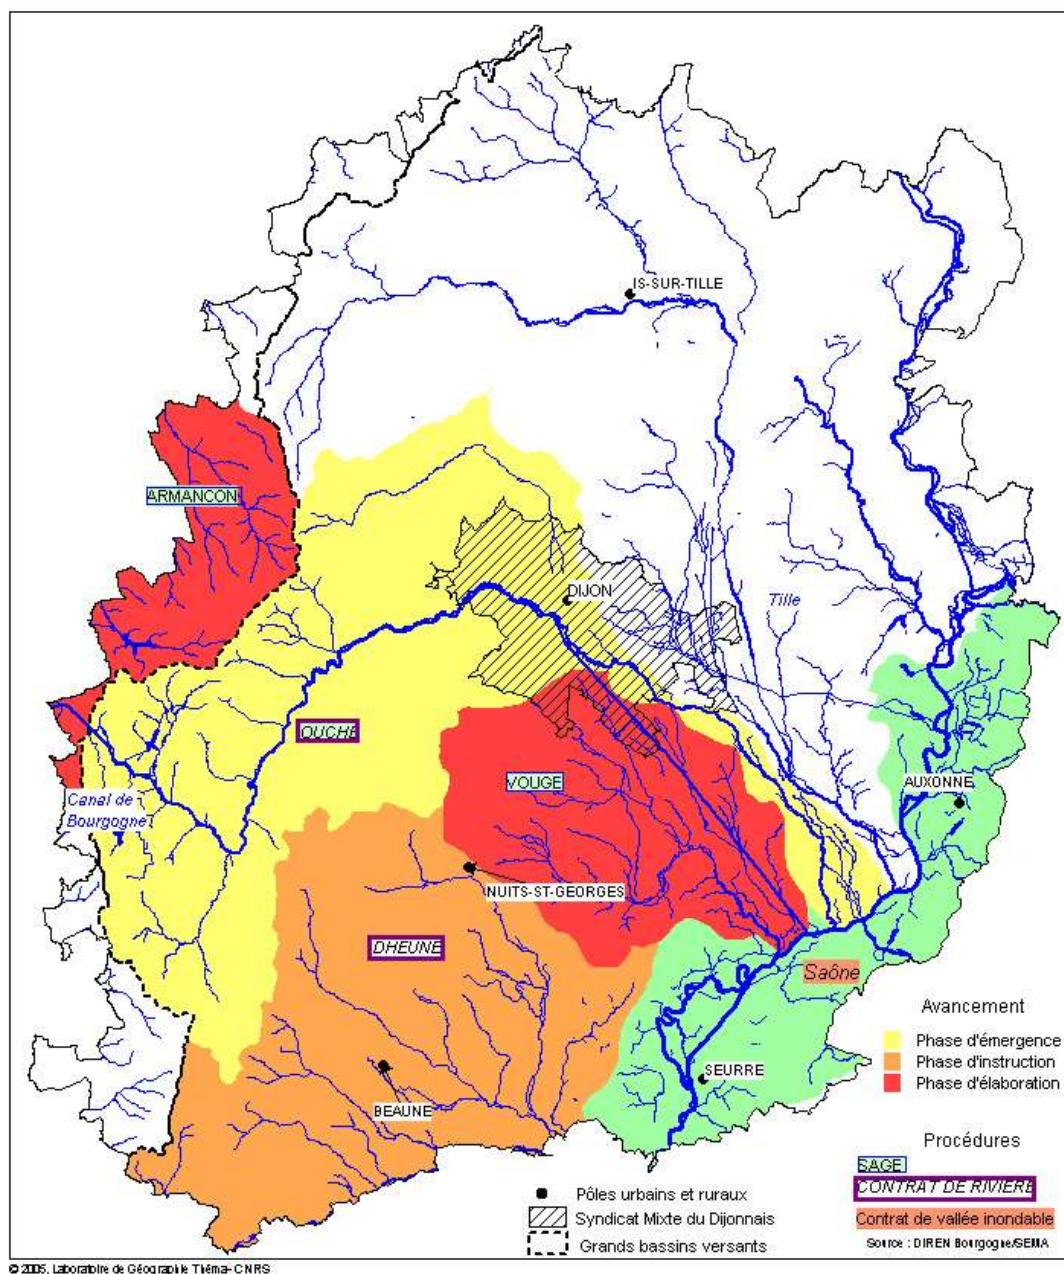 IS-SUR-TILLE
ARMANCON
DIJON
Tille
OUCHE
VOUGE
AUXONNE
Canal de
Bourgogne
NUITS-ST-GEORGES
DHEUNE
Saône
SEURRE
BEAUNE
Avancement
Phase d'émergence
Phase d'instruction
Phase d'élaboration
Procédures
SAGE
CONTRAT DE RIVIERE
Contrat de vallée inondable
Source : DIREN Bourgogne/SEMA
Pôles urbains et ruraux
Syndicat Mixte du Dijonnais
Grands bassins versants
© 2005, Laboratoire de Géographie Théma-CNRS